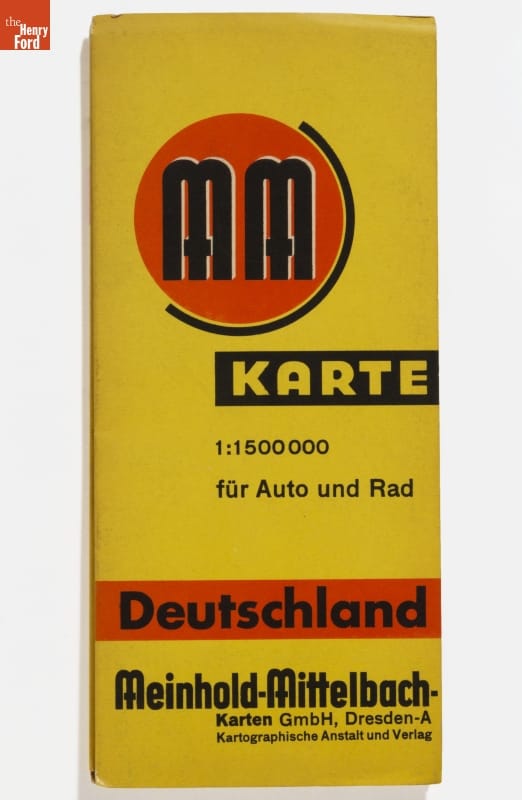 the
Henry
Ford
MM
KARTE
1:1500000
für Auto und Rad
Deutschland
Meinhold-Mittelbach-
Karten GmbH, Dresden-A
Kartographische Anstalt und Verlag